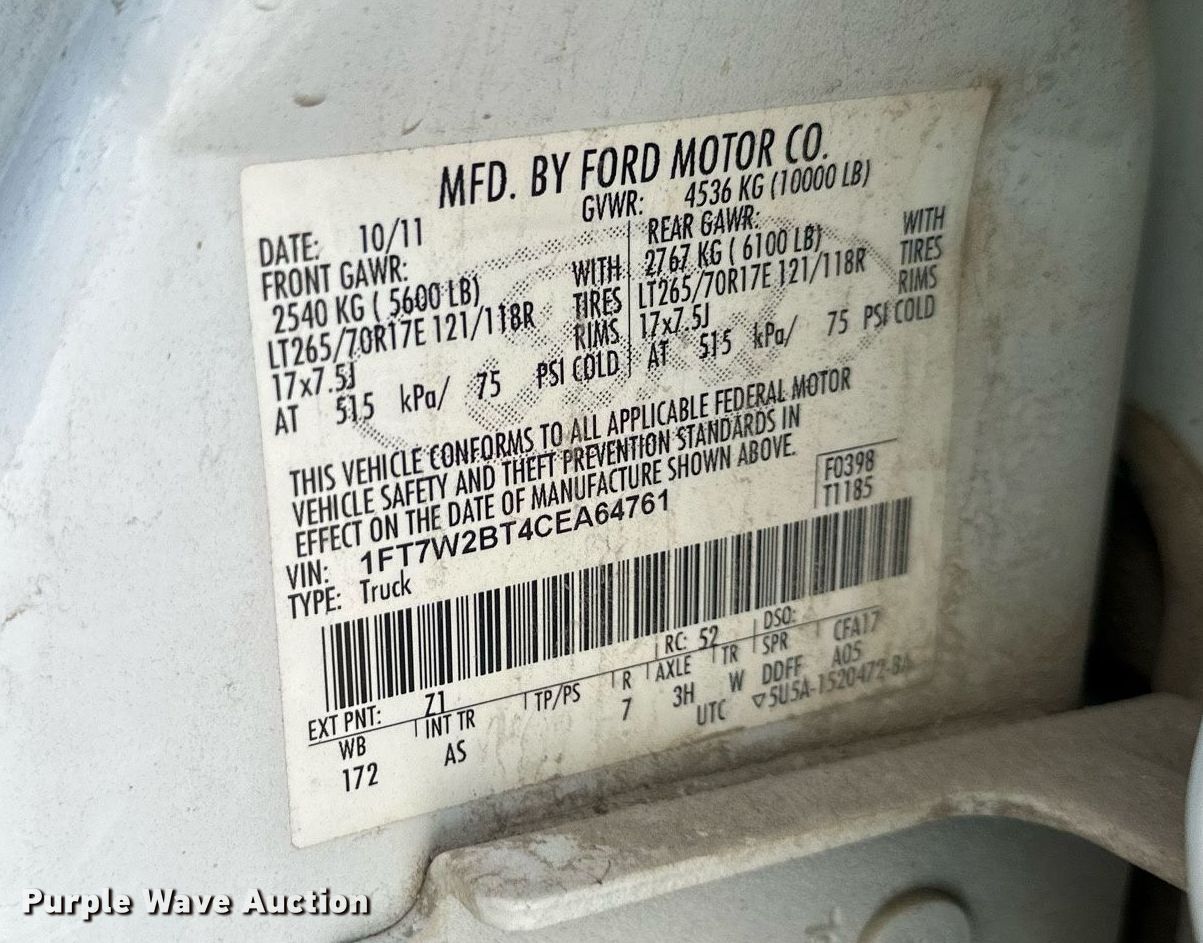 MFD. BY FORD MOTOR CO.
DATE: 10/11 GVWR: 4536 KG (10000 LB)
FRONT GAWR:
2540 KG ( 5600 LB) WITH
LT265/70R17E 121/118R TIRES
17x7.5J RIMS
AT 515 kPa/ 75 PSI COLD
REAR GAWR: WITH
2767 KG ( 6100 LB) TIRES
LT265/70R17E 121/118R RIMS
17x7.5J
AT 515 kPa/ 75 PSI COLD
THIS VEHICLE CONFORMS TO ALL APPLICABLE FEDERAL MOTOR
VEHICLE SAFETY AND THEFT PREVENTION STANDARDS IN
EFFECT ON THE DATE OF MANUFACTURE SHOWN ABOVE.
VIN: 1FT7W2BT4CEA64761
TYPE: Truck
F0398
T1185
EXT PNT: Z1 RC: 52 DSO:
WB INT TR TP/PS R AXLE TR SPR CFA17
172 AS 7 3H W DDFF A05
UTC ▽5U5A-1520472-BA
Purple Wave Auction